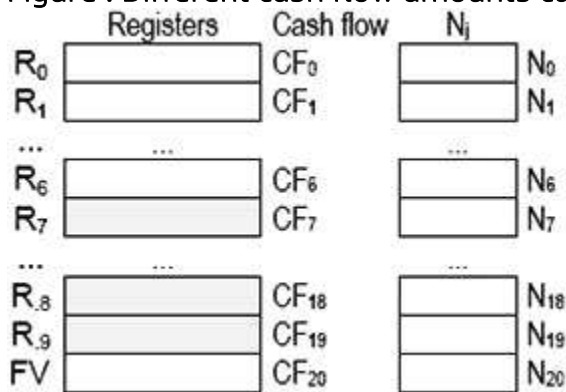 Figure : Different cash flow amounts
Registers Cash flow Nj
R0 CF0 N0
R1 CF1 N1
... ... ...
R6 CF6 N6
R7 CF7 N7
... ... ...
R.8 CF18 N18
R.9 CF19 N19
FV CF20 N20